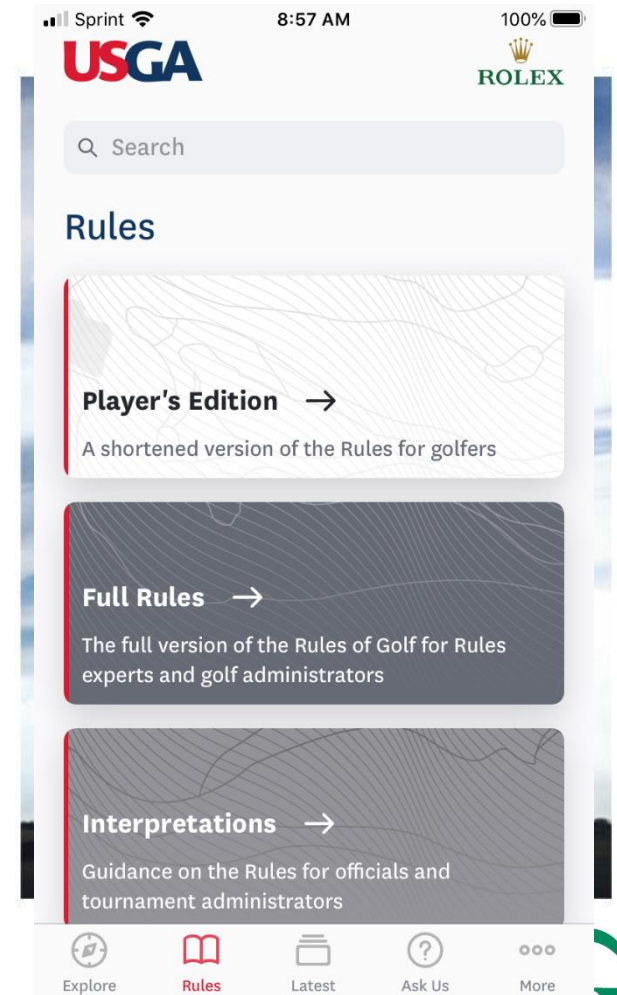 Sprint 8:57 AM 100%
USGA
ROLEX
Search
Rules
Player's Edition →
A shortened version of the Rules for golfers
Full Rules →
The full version of the Rules of Golf for Rules
experts and golf administrators
Interpretations →
Guidance on the Rules for officials and
tournament administrators
Explore Rules Latest Ask Us More